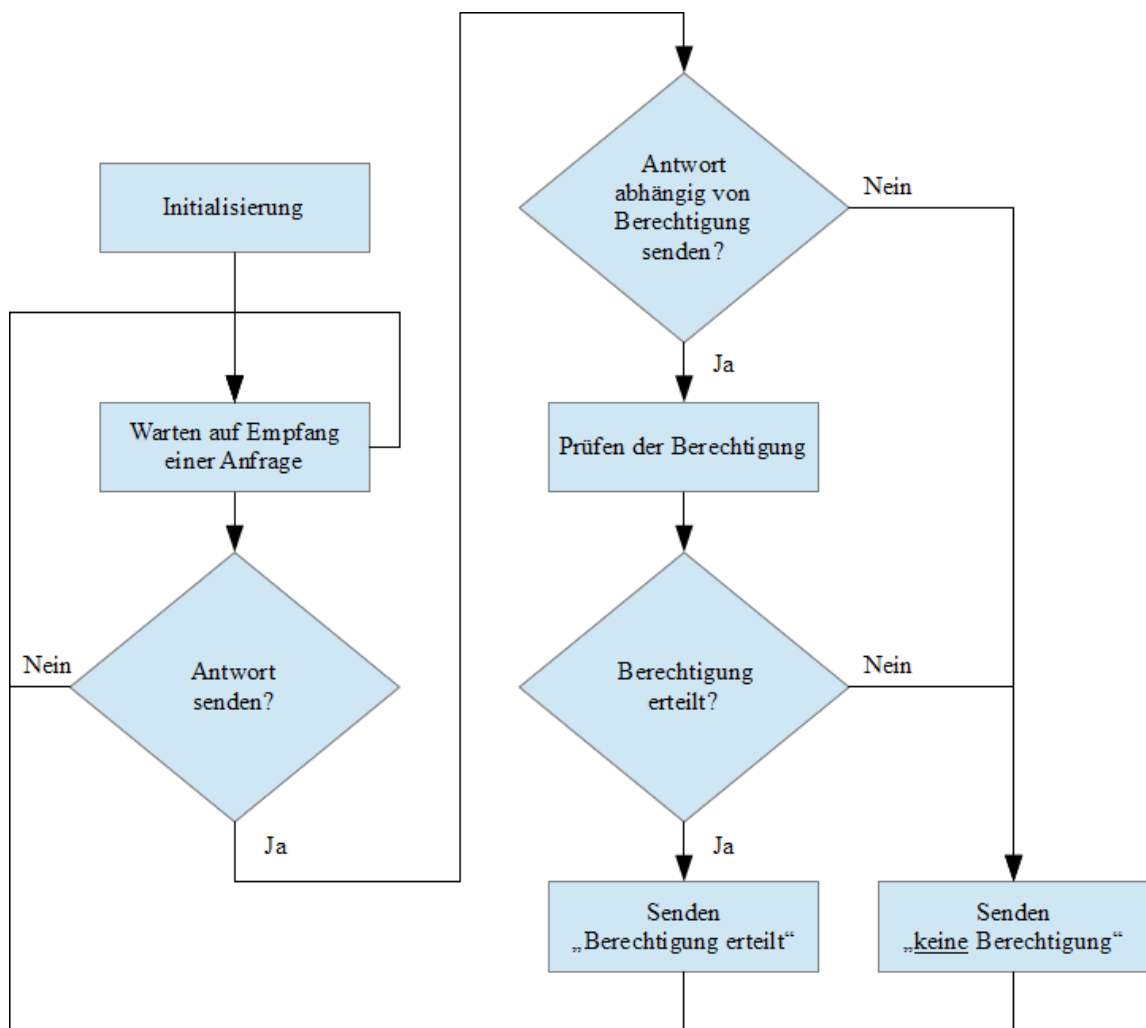 Initialisierung
Warten auf Empfang
einer Anfrage
Antwort
senden?
Nein
Ja
Antwort
abhängig von
Berechtigung
senden?
Nein
Ja
Prüfen der Berechtigung
Berechtigung
erteilt?
Nein
Ja
Senden
„Berechtigung erteilt“
Senden
„keine Berechtigung“